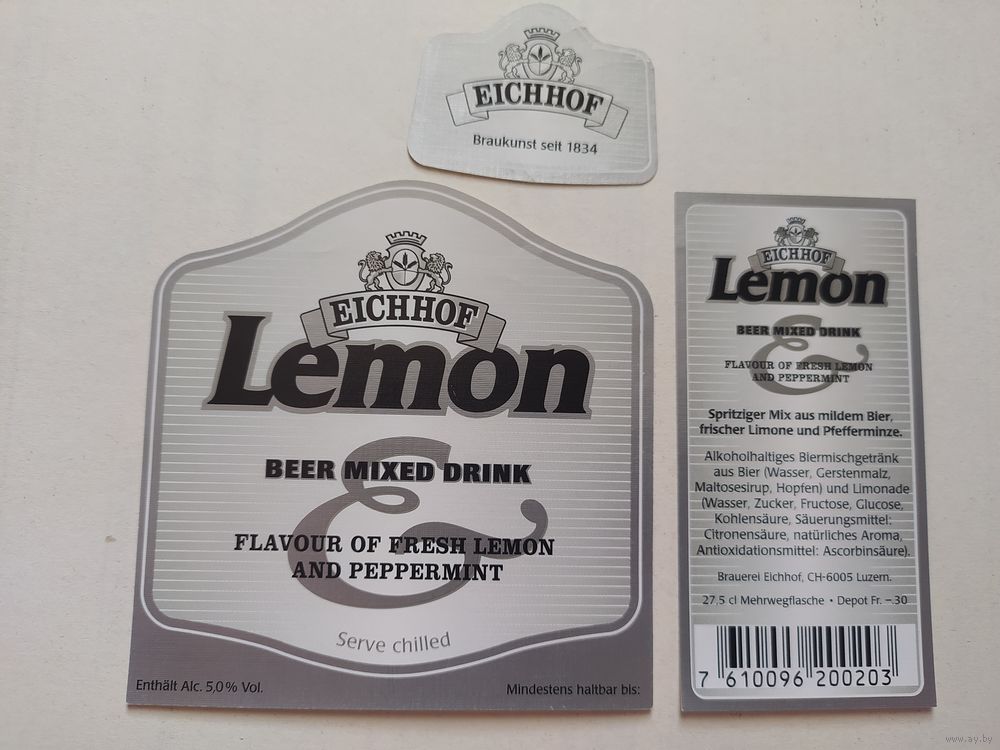 EICHHOF
Braukunst seit 1834
EICHHOF
Lemon
&
BEER MIXED DRINK
FLAVOUR OF FRESH LEMON
AND PEPPERMINT
Serve chilled
Enthält Alc. 5,0% Vol.
Mindestens haltbar bis:
EICHHOF
Lemon
&
BEER MIXED DRINK
FLAVOUR OF FRESH LEMON
AND PEPPERMINT
Spritziger Mix aus mildem Bier,
frischer Limone und Pfefferminze.
Alkoholhaltiges Biermischgetränk
aus Bier (Wasser, Gerstenmalz,
Maltosesirup, Hopfen) und Limonade
(Wasser, Zucker, Fructose, Glucose,
Kohlensäure, Säuerungsmittel:
Citronensäure, natürliches Aroma,
Antioxidationsmittel: Ascorbinsäure).
Brauerei Eichhof, CH-6005 Luzern.
27,5 cl Mehrwegflasche • Depot Fr. –.30
7 610096 200203
www.ay.by